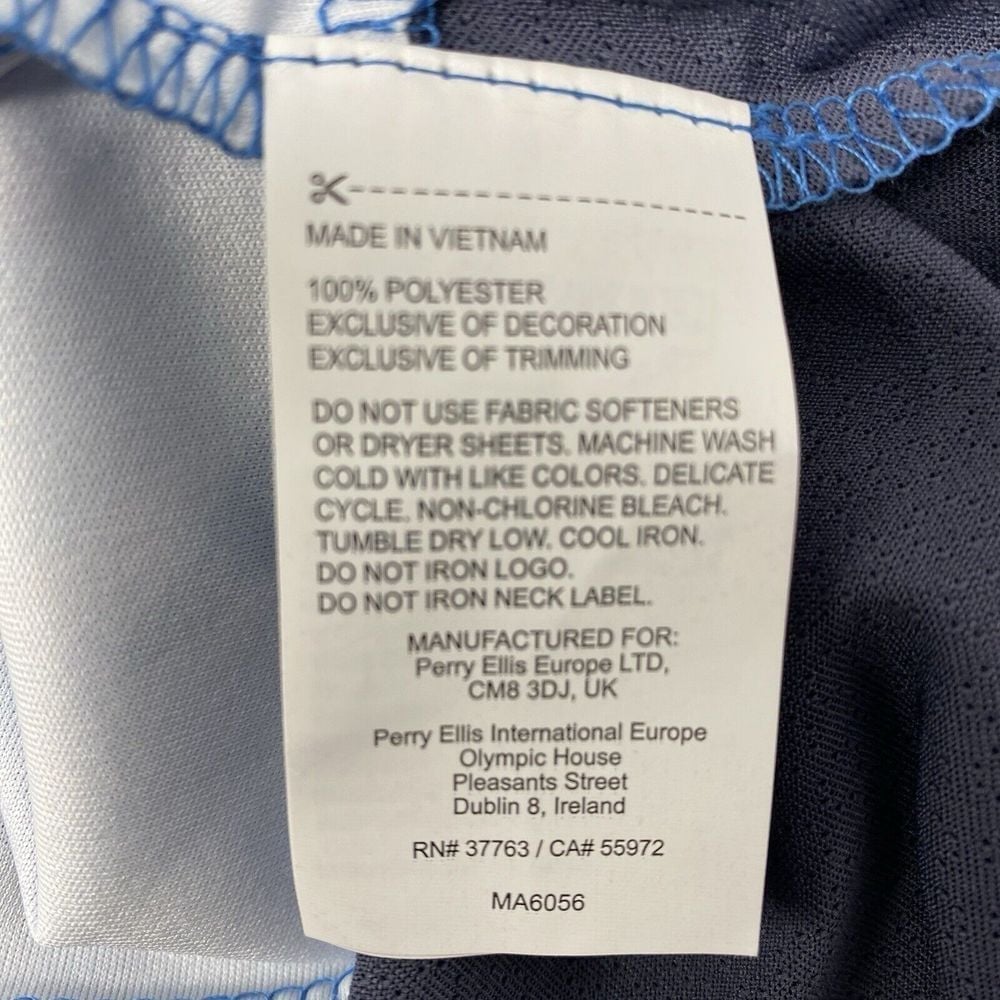 MADE IN VIETNAM
100% POLYESTER
EXCLUSIVE OF DECORATION
EXCLUSIVE OF TRIMMING
DO NOT USE FABRIC SOFTENERS
OR DRYER SHEETS. MACHINE WASH
COLD WITH LIKE COLORS. DELICATE
CYCLE. NON-CHLORINE BLEACH.
TUMBLE DRY LOW. COOL IRON.
DO NOT IRON LOGO.
DO NOT IRON NECK LABEL.
MANUFACTURED FOR:
Perry Ellis Europe LTD,
CM8 3DJ, UK
Perry Ellis International Europe
Olympic House
Pleasants Street
Dublin 8, Ireland
RN# 37763 / CA# 55972
MA6056